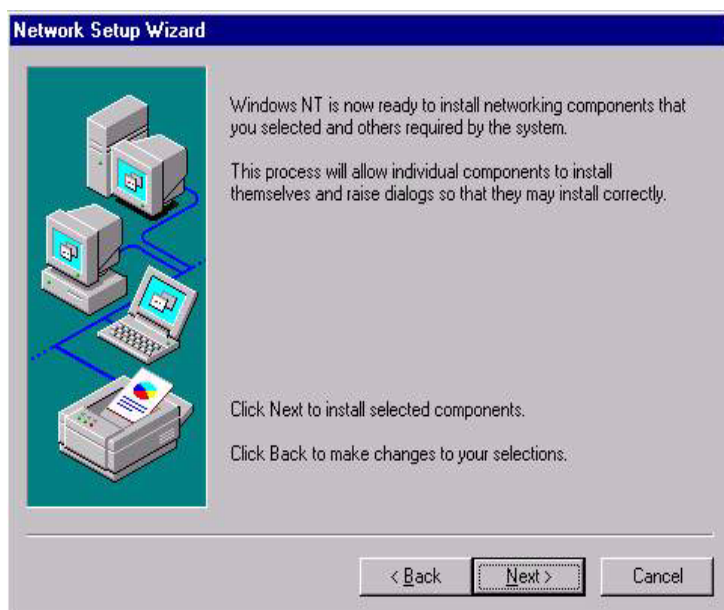 Network Setup Wizard
Windows NT is now ready to install networking components that
you selected and others required by the system.
This process will allow individual components to install
themselves and raise dialogs so that they may install correctly.
Click Next to install selected components.
Click Back to make changes to your selections.
< Back
Next >
Cancel